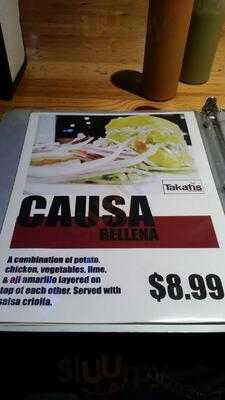 Takafis
CAUSA
RELLENA
A combination of potato,
chicken, vegetables, lime,
& aji amarillo layered on
top of each other. Served with
salsa criolla.
$8.99